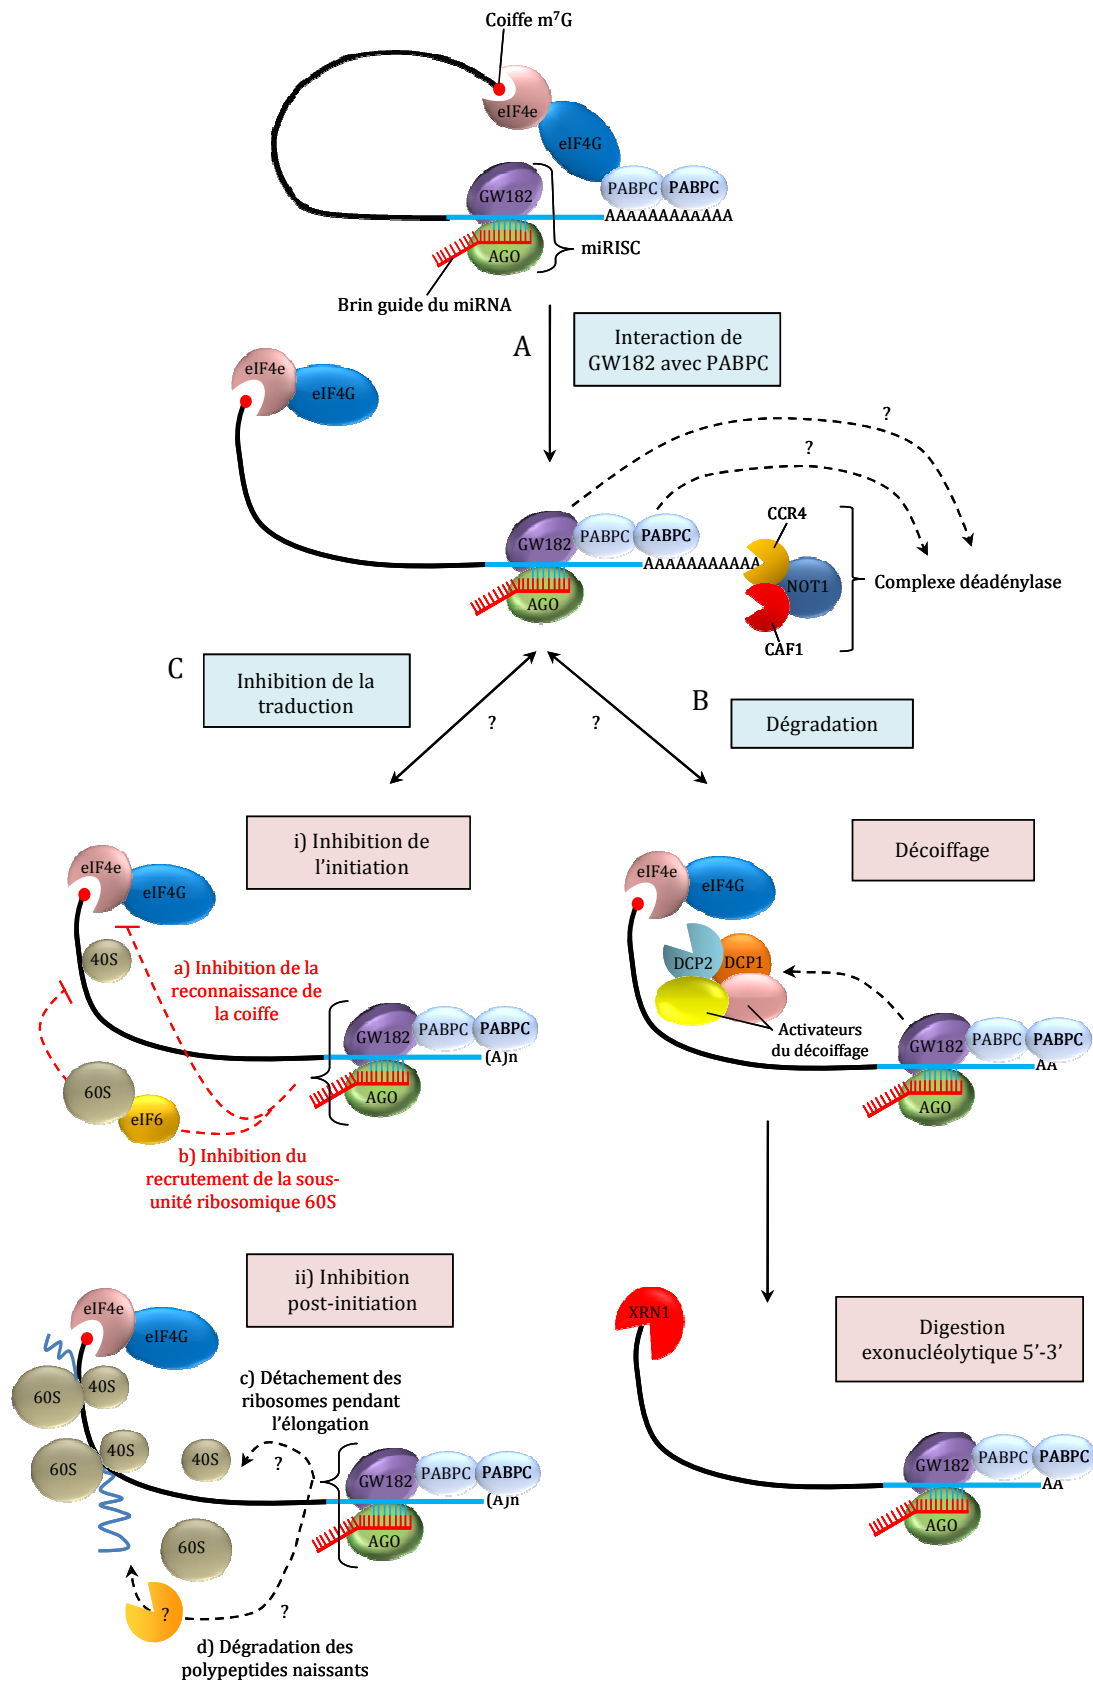 Coiffe m⁷G
eIF4e
eIF4G
GW182
PABPC
PABPC
AAAAAAAAAAAA
AGO
miRISC
Brin guide du miRNA
A
Interaction de
GW182 avec PABPC
eIF4e
eIF4G
?
?
CCR4
GW182
PABPC
PABPC
AAAAAAAAAAA
NOT1
Complexe déadénylase
AGO
CAF1
C
Inhibition de la
traduction
B
Dégradation
?
?
i) Inhibition de
l'initiation
Décoiffage
eIF4e
eIF4G
40S
a) Inhibition de la
reconnaissance de
la coiffe
GW182
PABPC
PABPC
(A)n
60S
eIF6
AGO
b) Inhibition du
recrutement de la sous-
unité ribosomique 60S
eIF4e
eIF4G
DCP2
DCP1
Activateurs
du décoiffage
GW182
PABPC
PABPC
AA
AGO
ii) Inhibition
post-initiation
eIF4e
eIF4G
60S
40S
c) Détachement des
ribosomes pendant
l'élongation
60S
40S
40S
?
GW182
PABPC
PABPC
(A)n
AGO
60S
?
?
d) Dégradation des
polypeptides naissants
XRN1
Digestion
exonucléolytique 5'-3'
GW182
PABPC
PABPC
AA
AGO